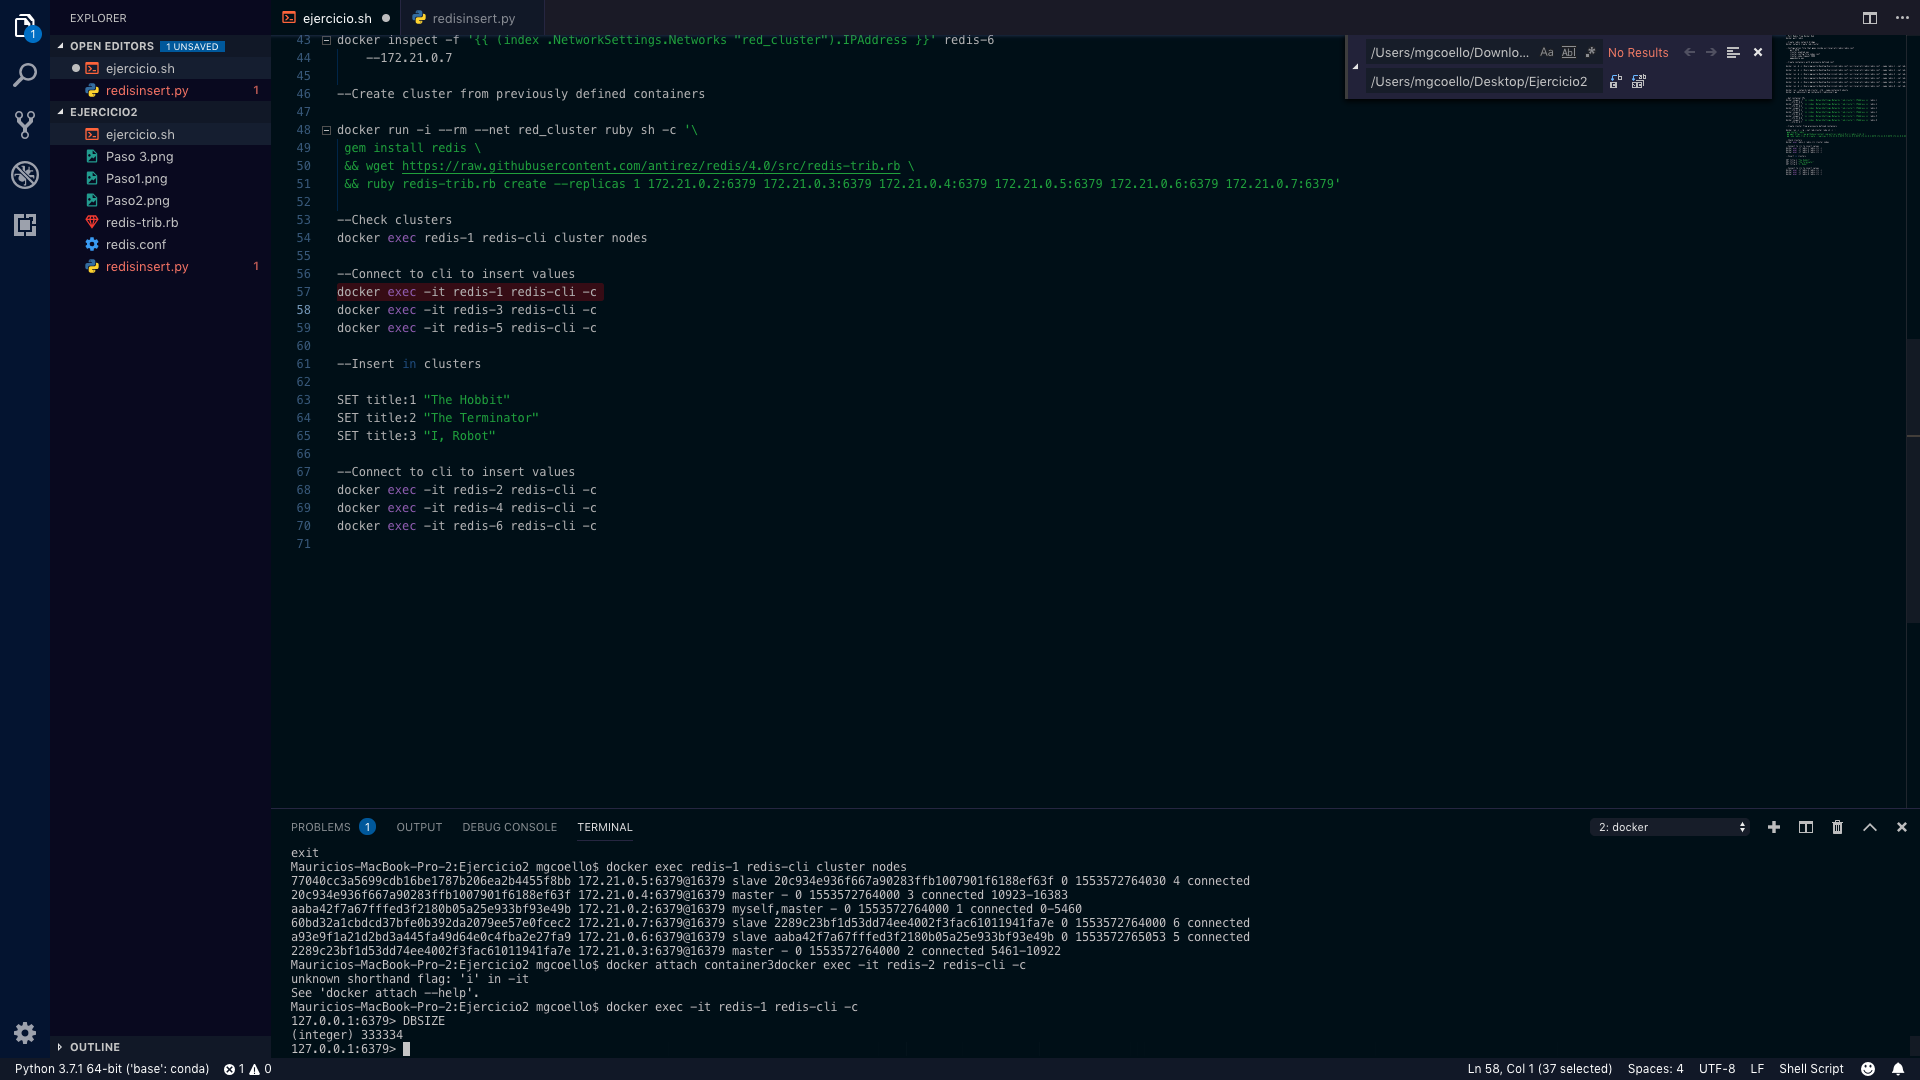 EXPLORER
OPEN EDITORS 1 UNSAVED
ejercicio.sh
redisinsert.py 1
EJERCICIO2
ejercicio.sh
Paso 3.png
Paso1.png
Paso2.png
redis-trib.rb
redis.conf
redisinsert.py 1
OUTLINE
1
ejercicio.sh
redisinsert.py
/Users/mgcoello/Downlo... Aa Abl .* No Results
/Users/mgcoello/Desktop/Ejercicio2
43 docker inspect -f '{{ (index .NetworkSettings.Networks "red_cluster").IPAddress }}' redis-6
44 --172.21.0.7
45
46 --Create cluster from previously defined containers
47
48 docker run -i --rm --net red_cluster ruby sh -c '\
49 gem install redis \
50 && wget https://raw.githubusercontent.com/antirez/redis/4.0/src/redis-trib.rb \
51 && ruby redis-trib.rb create --replicas 1 172.21.0.2:6379 172.21.0.3:6379 172.21.0.4:6379 172.21.0.5:6379 172.21.0.6:6379 172.21.0.7:6379'
52
53 --Check clusters
54 docker exec redis-1 redis-cli cluster nodes
55
56 --Connect to cli to insert values
57 docker exec -it redis-1 redis-cli -c
58 docker exec -it redis-3 redis-cli -c
59 docker exec -it redis-5 redis-cli -c
60
61 --Insert in clusters
62
63 SET title:1 "The Hobbit"
64 SET title:2 "The Terminator"
65 SET title:3 "I, Robot"
66
67 --Connect to cli to insert values
68 docker exec -it redis-2 redis-cli -c
69 docker exec -it redis-4 redis-cli -c
70 docker exec -it redis-6 redis-cli -c
71
PROBLEMS 1 OUTPUT DEBUG CONSOLE TERMINAL 2: docker
exit
Mauricios-MacBook-Pro-2:Ejercicio2 mgcoello$ docker exec redis-1 redis-cli cluster nodes
77040cc3a5699cdb16be1787b206ea2b4455f8bb 172.21.0.5:6379@16379 slave 20c934e936f667a90283ffb1007901f6188ef63f 0 1553572764030 4 connected
20c934e936f667a90283ffb1007901f6188ef63f 172.21.0.4:6379@16379 master - 0 1553572764000 3 connected 10923-16383
aaba42f7a67fffed3f2180b05a25e933bf93e49b 172.21.0.2:6379@16379 myself,master - 0 1553572764000 1 connected 0-5460
60bd32a1cbdcd37bfe0b392da2079ee57e0fcec2 172.21.0.7:6379@16379 slave 2289c23bf1d53dd74ee4002f3fac61011941fa7e 0 1553572764000 6 connected
a93e9f1a21d2bd3a445fa49d64e0c4fba2e27fa9 172.21.0.6:6379@16379 slave aaba42f7a67fffed3f2180b05a25e933bf93e49b 0 1553572765053 5 connected
2289c23bf1d53dd74ee4002f3fac61011941fa7e 172.21.0.3:6379@16379 master - 0 1553572764000 2 connected 5461-10922
Mauricios-MacBook-Pro-2:Ejercicio2 mgcoello$ docker attach container3docker exec -it redis-2 redis-cli -c
unknown shorthand flag: 'i' in -it
See 'docker attach --help'.
Mauricios-MacBook-Pro-2:Ejercicio2 mgcoello$ docker exec -it redis-1 redis-cli -c
127.0.0.1:6379> DBSIZE
(integer) 333334
127.0.0.1:6379>
Python 3.7.1 64-bit ('base': conda) 1 0 Ln 58, Col 1 (37 selected) Spaces: 4 UTF-8 LF Shell Script